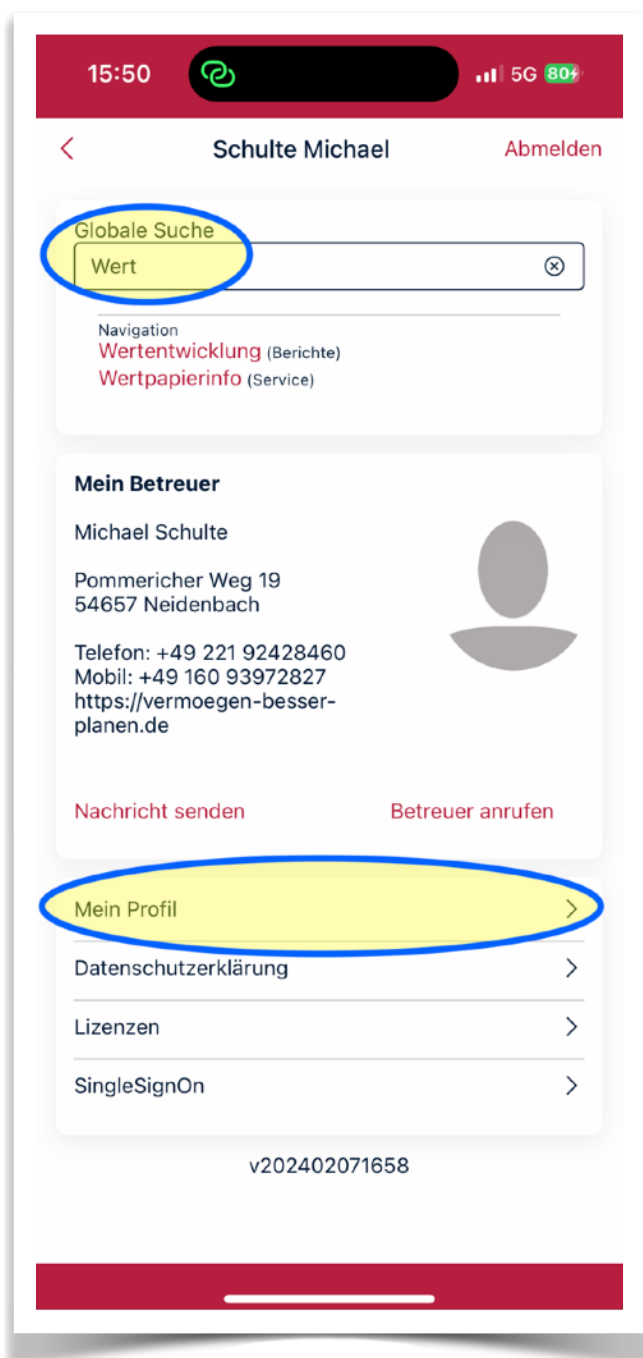 15:50 5G 80
Schulte Michael Abmelden
Globale Suche
Wert
Navigation
Wertentwicklung (Berichte)
Wertpapierinfo (Service)
Mein Betreuer
Michael Schulte
Pommericher Weg 19
54657 Neidenbach
Telefon: +49 221 92428460
Mobil: +49 160 93972827
https://vermoegen-besser-
planen.de
Nachricht senden Betreuer anrufen
Mein Profil
Datenschutzerklärung
Lizenzen
SingleSignOn
v202402071658